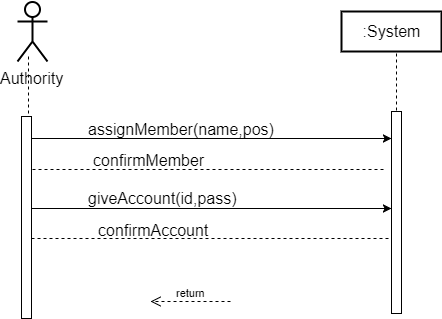 :System
Authority
assignMember(name,pos)
confirmMember
giveAccount(id,pass)
confirmAccount
return